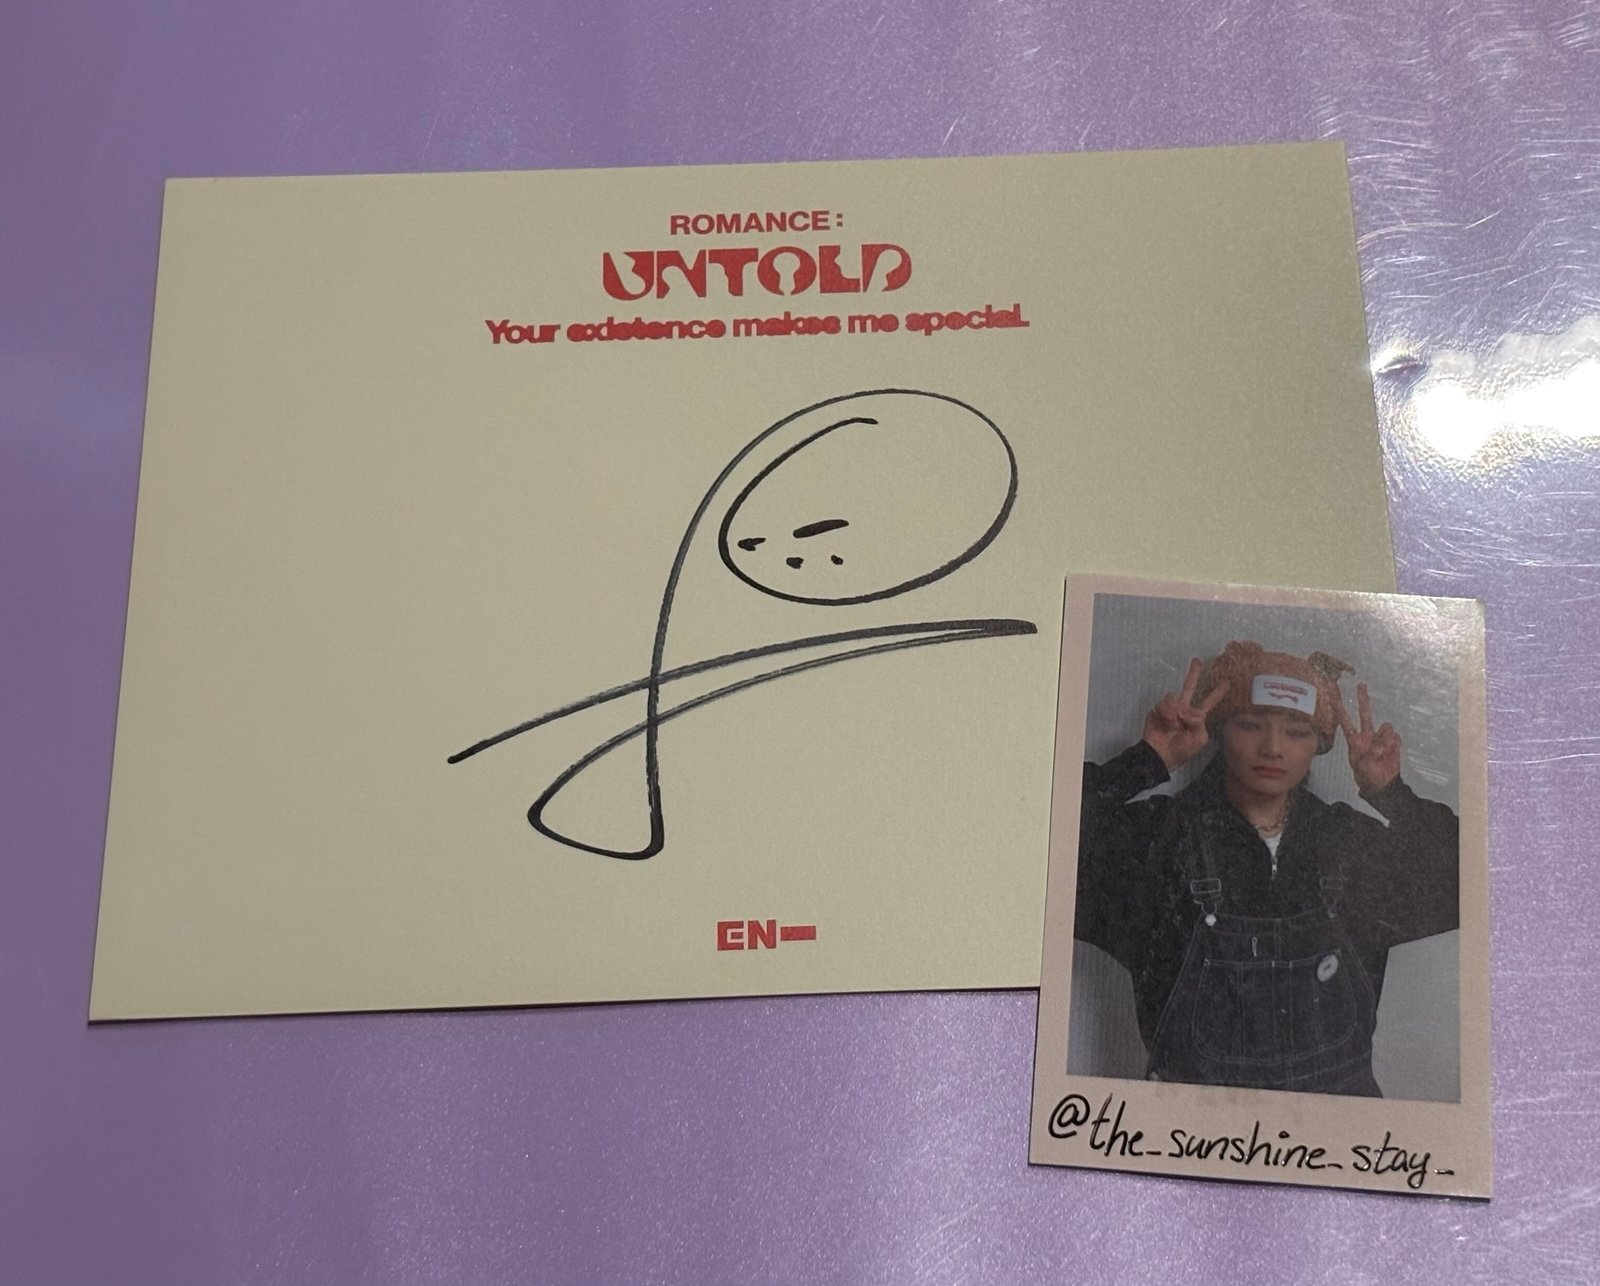 ROMANCE:
UNTOLD
Your existence makes me special.
EN—
@the_sunshine_stay_